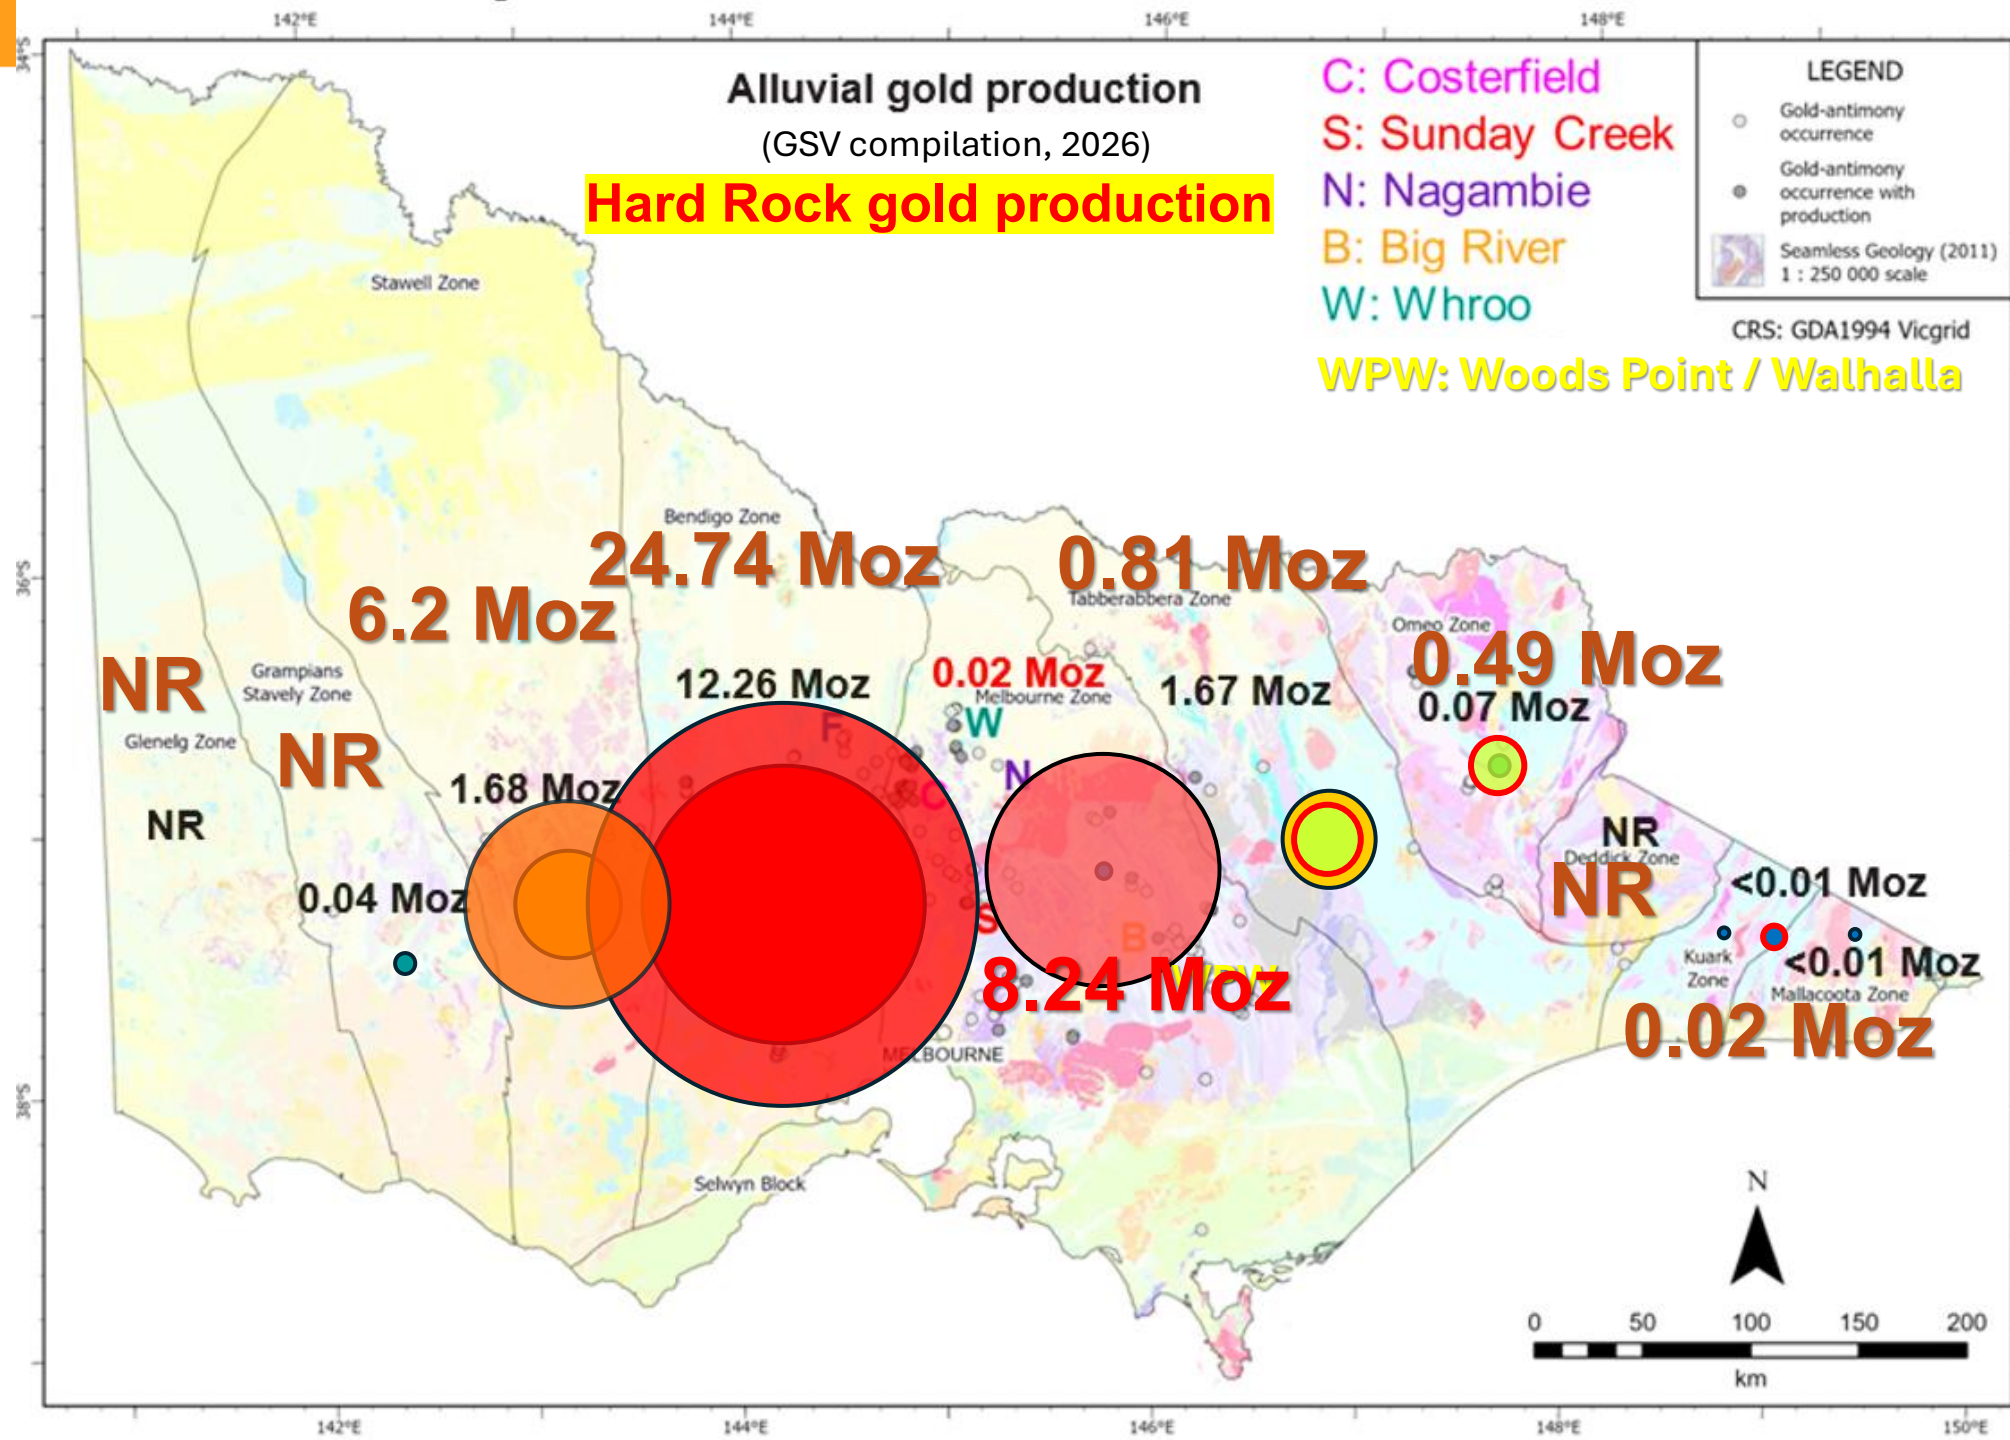 142°E
144°E
146°E
148°E
34°S
36°S
38°S
Alluvial gold production
(GSV compilation, 2026)
Hard Rock gold production
C: Costerfield
S: Sunday Creek
N: Nagambie
B: Big River
W: Whroo
WPW: Woods Point / Walhalla
LEGEND
Gold-antimony
occurrence
Gold-antimony
occurrence with
production
Seamless Geology (2011)
1 : 250 000 scale
CRS: GDA1994 Vicgrid
Stawell Zone
Bendigo Zone
24.74 Moz
0.81 Moz
Tabberabbera Zone
6.2 Moz
Omeo Zone
0.49 Moz
NR
Grampians
Stavely Zone
12.26 Moz
0.02 Moz
Melbourne Zone
1.67 Moz
0.07 Moz
F
W
Glenelg Zone
NR
1.68 Moz
C
N
NR
NR
Deddick Zone
NR
0.04 Moz
<0.01 Moz
S
B
WPW
8.24 Moz
Kuark
Zone
<0.01 Moz
Mallacoota Zone
0.02 Moz
MELBOURNE
Selwyn Block
N
0 50 100 150 200
km
142°E
144°E
146°E
148°E
150°E